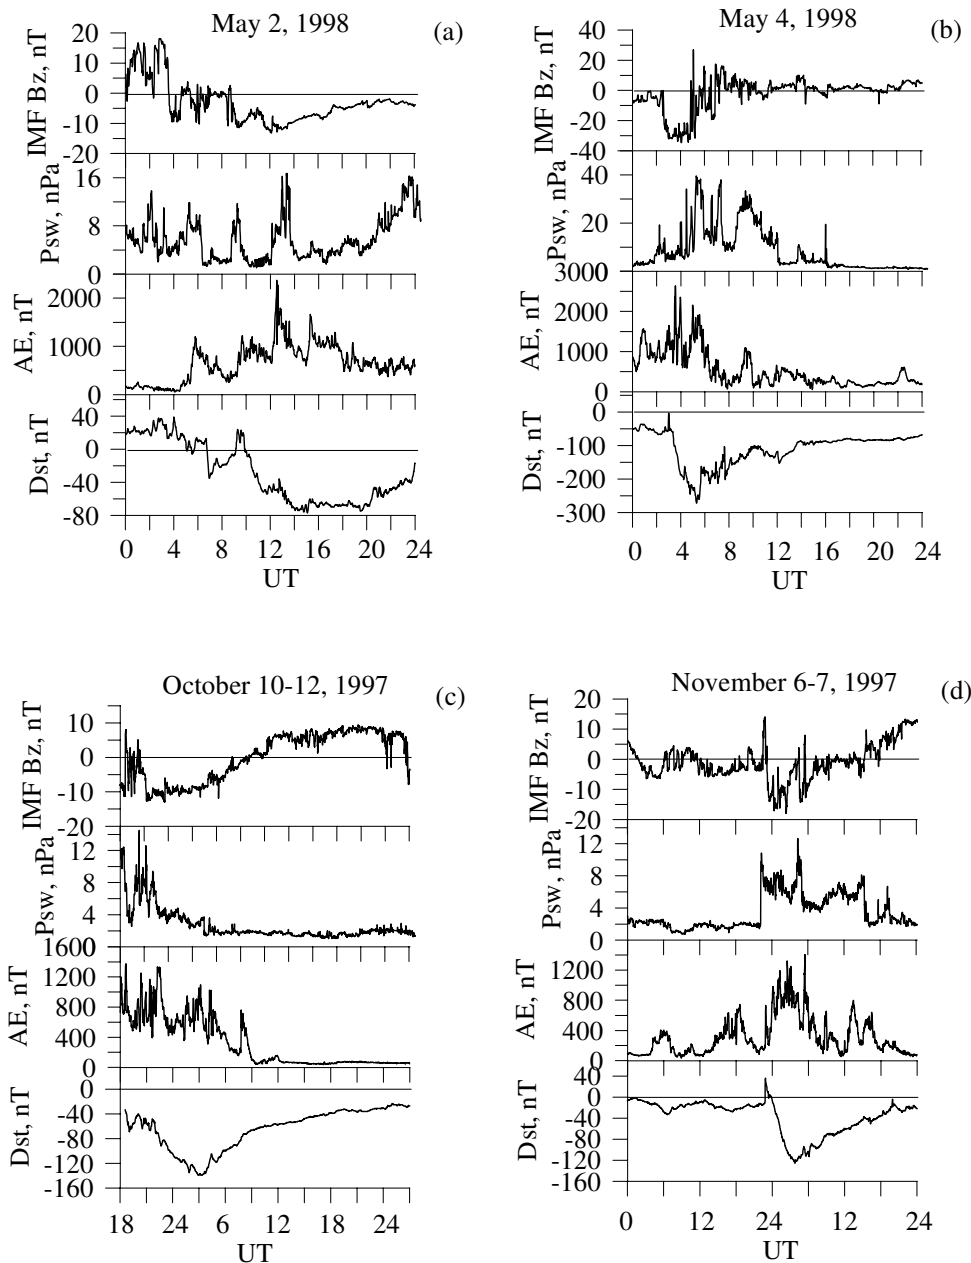 May 2, 1998
(a)
IMF Bz, nT
20
10
0
-10
-20
Psw, nPa
16
8
0
AE, nT
2000
1000
0
Dst, nT
40
0
-40
-80
0 4 8 12 16 20 24
UT
May 4, 1998
(b)
IMF Bz, nT
40
20
0
-20
-40
Psw, nPa
40
20
3000 0
AE, nT
2000
1000
0
Dst, nT
0
-100
-200
-300
0 4 8 12 16 20 24
UT
October 10-12, 1997
(c)
IMF Bz, nT
10
0
-10
-20
Psw, nPa
12
8
4
1600 0
AE, nT
1200
800
400
0
Dst, nT
0
-40
-80
-120
-160
18 24 6 12 18 24
UT
November 6-7, 1997
(d)
IMF Bz, nT
20
10
0
-10
-20
Psw, nPa
12
8
4
0
AE, nT
1200
800
400
0
Dst, nT
40
0
-40
-80
-120
-160
0 12 24 12 24
UT